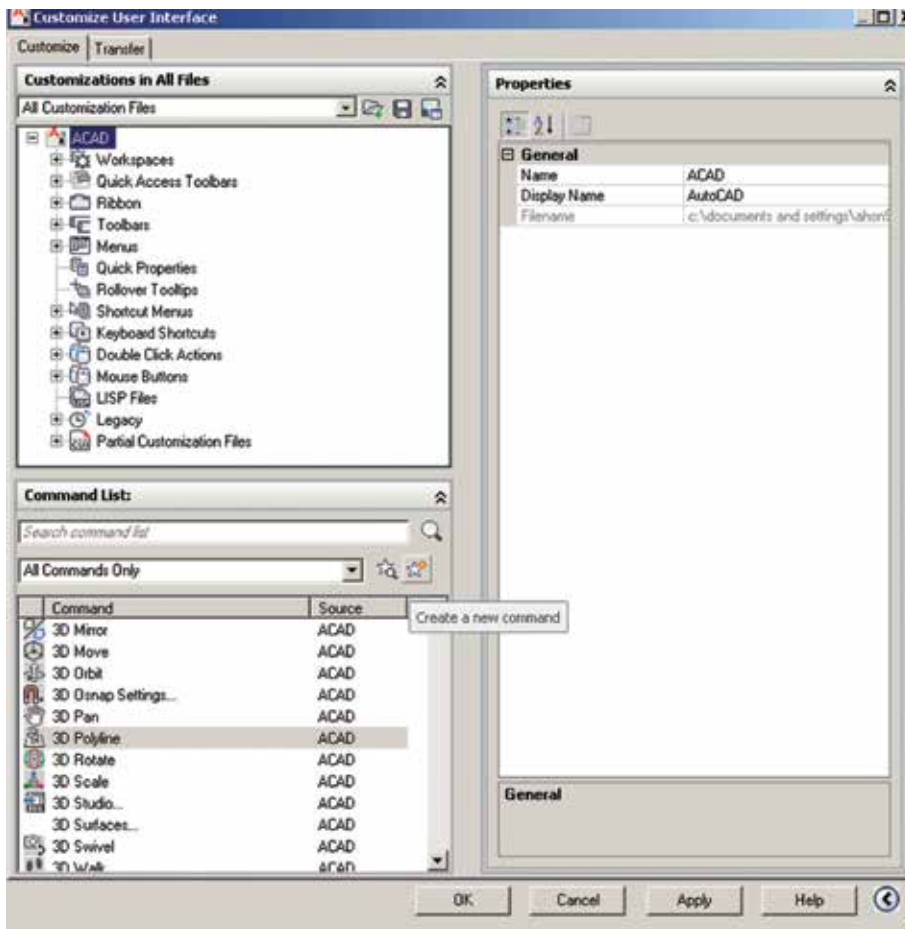 Customize User Interface
Customize
Transfer
Customizations in All Files
All Customization Files
ACAD
Workspaces
Quick Access Toolbars
Ribbon
Toolbars
Menus
Quick Properties
Rollover Tooltips
Shortcut Menus
Keyboard Shortcuts
Double Click Actions
Mouse Buttons
LISP Files
Legacy
Partial Customization Files
Command List:
Search command list
All Commands Only
Create a new command
Command Source
3D Mirror ACAD
3D Move ACAD
3D Orbit ACAD
3D Osnap Settings... ACAD
3D Pan ACAD
3D Polyline ACAD
3D Rotate ACAD
3D Scale ACAD
3D Studio... ACAD
3D Surfaces... ACAD
3D Swivel ACAD
3D Walk ACAD
Properties
General
Name ACAD
Display Name AutoCAD
Filename c:\documents and settings\
General
OK
Cancel
Apply
Help